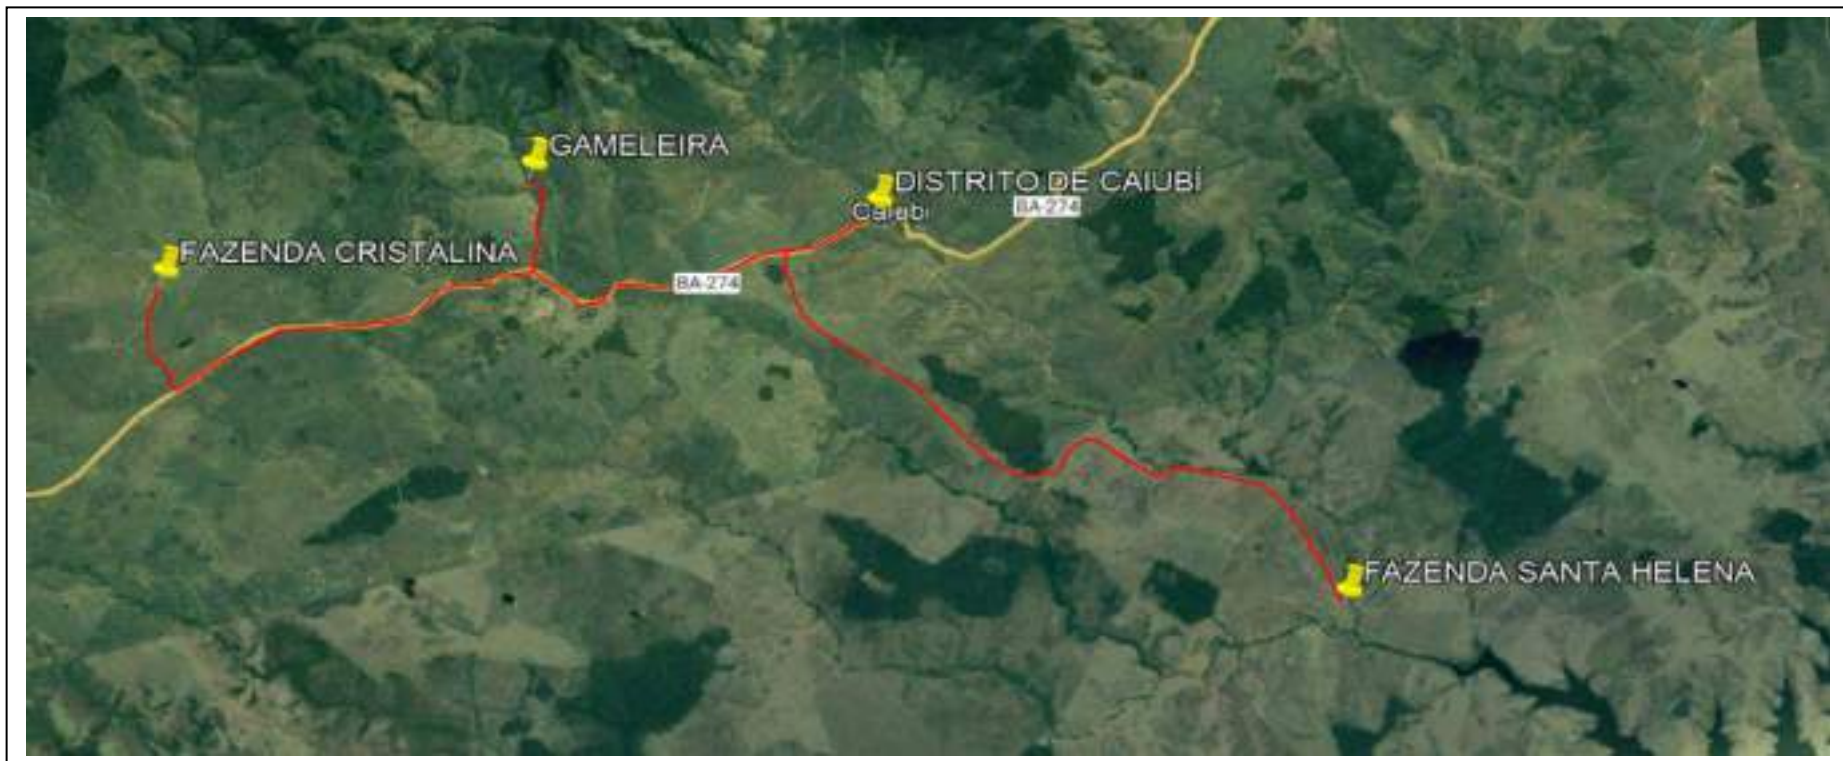 GAMELEIRA
DISTRITO DE CAIUBÍ
Caiubi
BA-274
FAZENDA CRISTALINA
BA-274
FAZENDA SANTA HELENA